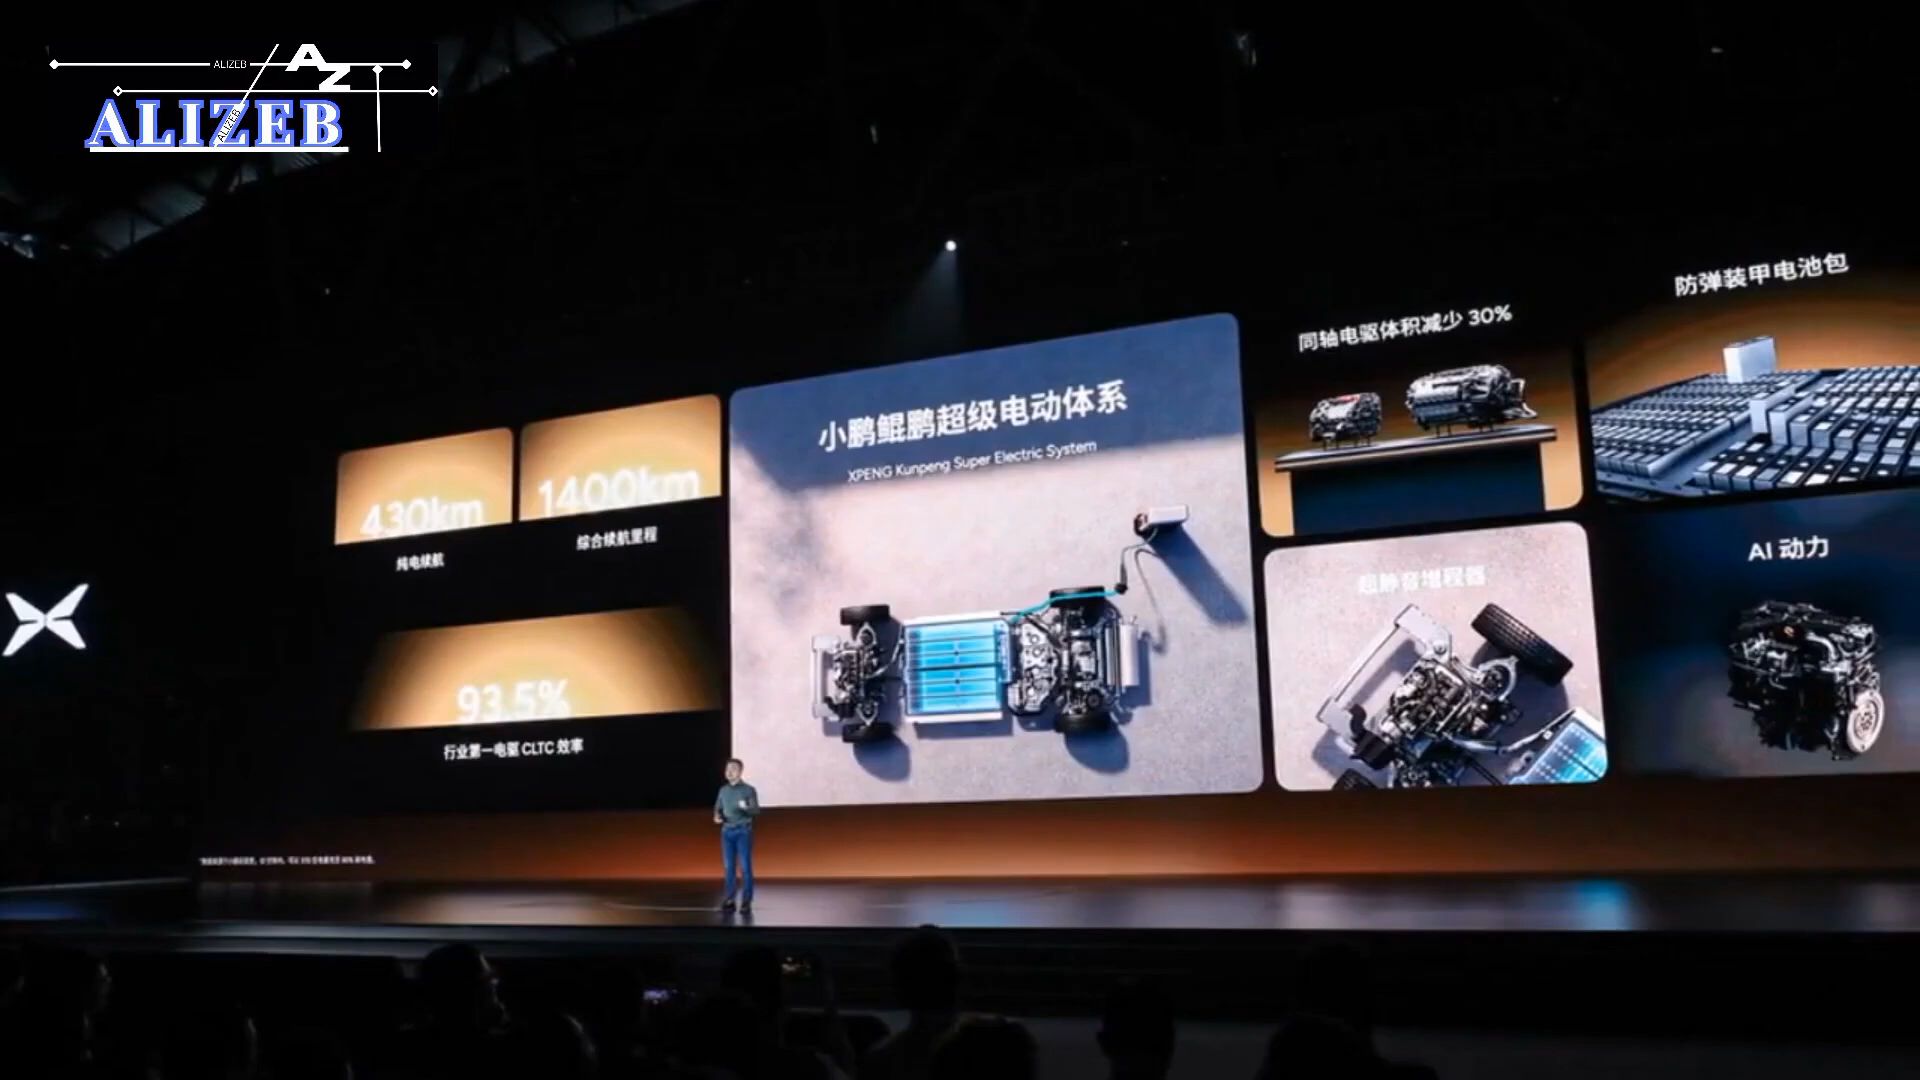 ALIZEB
AZ
ALIZEB
ALIZEB
防弹装甲电池包
同轴电驱体积减少 30%
小鹏鲲鹏超级电动体系
XPENG Kunpeng Super Electric System
430km
1400km
纯电续航
综合续航里程
超静音增程器
AI 动力
93.5%
行业第一电驱 CLTC 效率